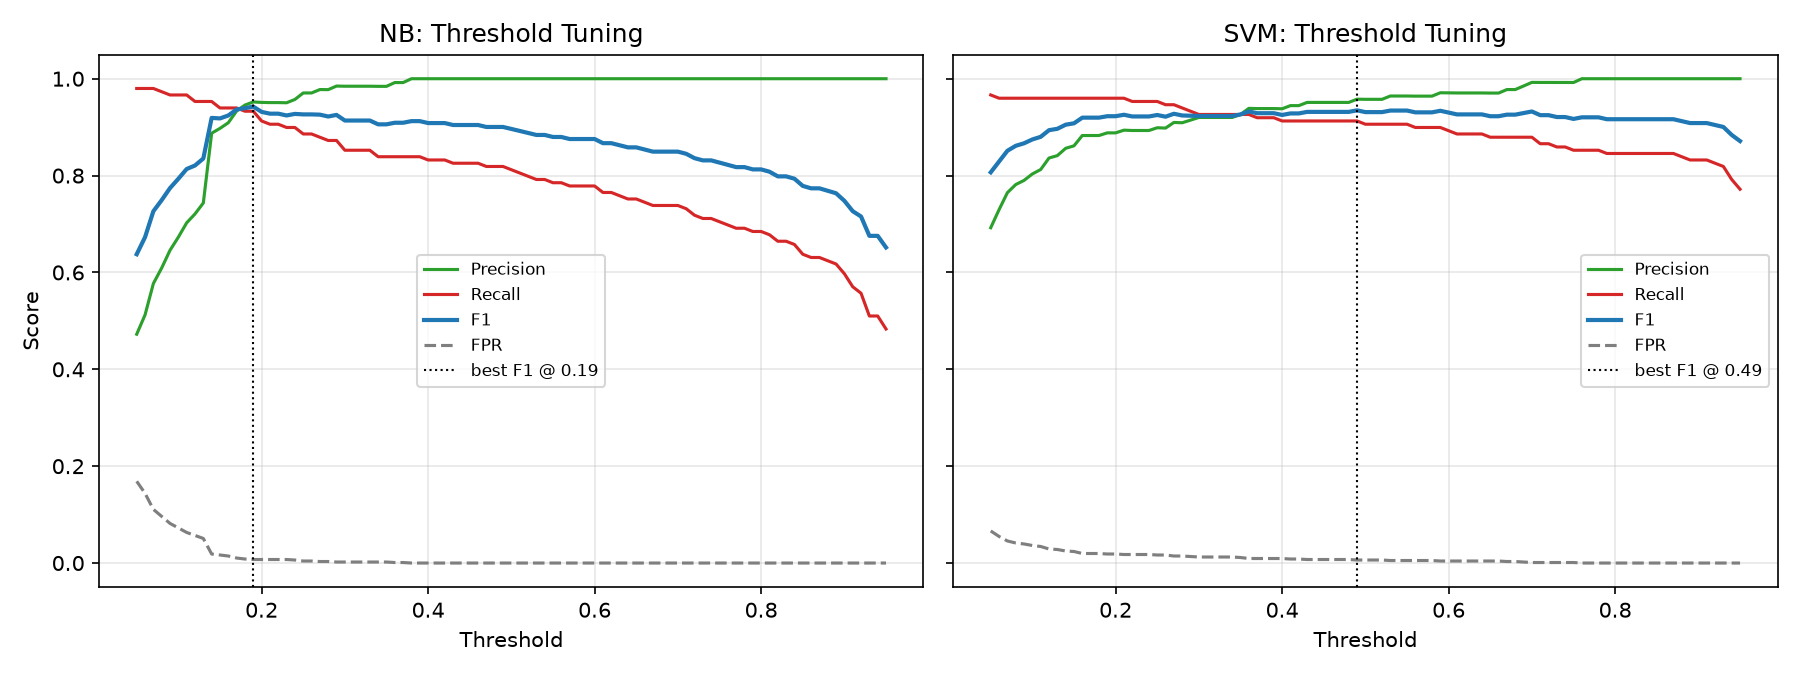 NB: Threshold Tuning
1.0
0.8
0.6
0.4
0.2
0.0
Score
0.2 0.4 0.6 0.8
Threshold
Precision
Recall
F1
FPR
best F1 @ 0.19
SVM: Threshold Tuning
0.2 0.4 0.6 0.8
Threshold
Precision
Recall
F1
FPR
best F1 @ 0.49